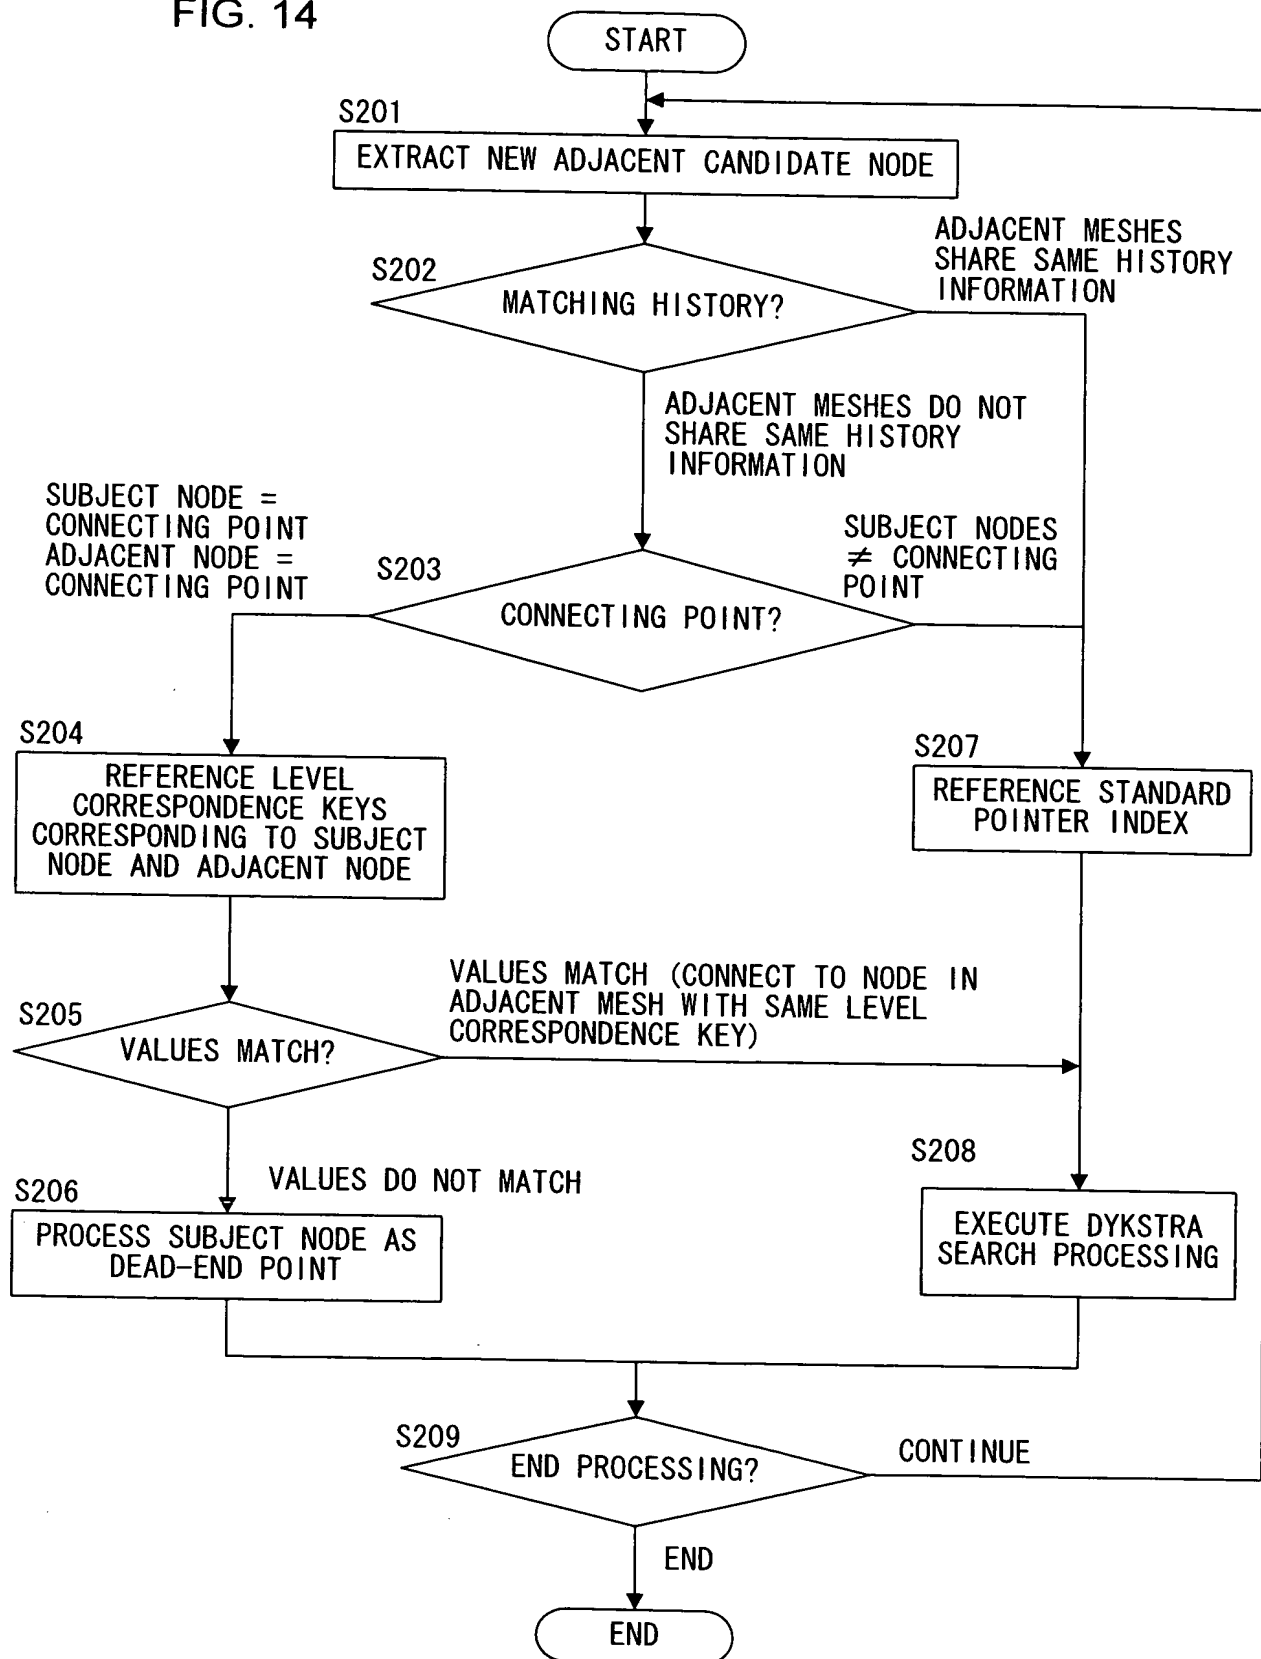 FIG. 14
START
S201
EXTRACT NEW ADJACENT CANDIDATE NODE
S202
MATCHING HISTORY?
ADJACENT MESHES
SHARE SAME HISTORY
INFORMATION
ADJACENT MESHES DO NOT
SHARE SAME HISTORY
INFORMATION
SUBJECT NODE =
CONNECTING POINT
ADJACENT NODE =
CONNECTING POINT
S203
CONNECTING POINT?
SUBJECT NODES
≠ CONNECTING
POINT
S204
REFERENCE LEVEL
CORRESPONDENCE KEYS
CORRESPONDING TO SUBJECT
NODE AND ADJACENT NODE
S207
REFERENCE STANDARD
POINTER INDEX
S205
VALUES MATCH?
VALUES MATCH (CONNECT TO NODE IN
ADJACENT MESH WITH SAME LEVEL
CORRESPONDENCE KEY)
VALUES DO NOT MATCH
S206
PROCESS SUBJECT NODE AS
DEAD-END POINT
S208
EXECUTE DYKSTRA
SEARCH PROCESSING
S209
END PROCESSING?
CONTINUE
END
END